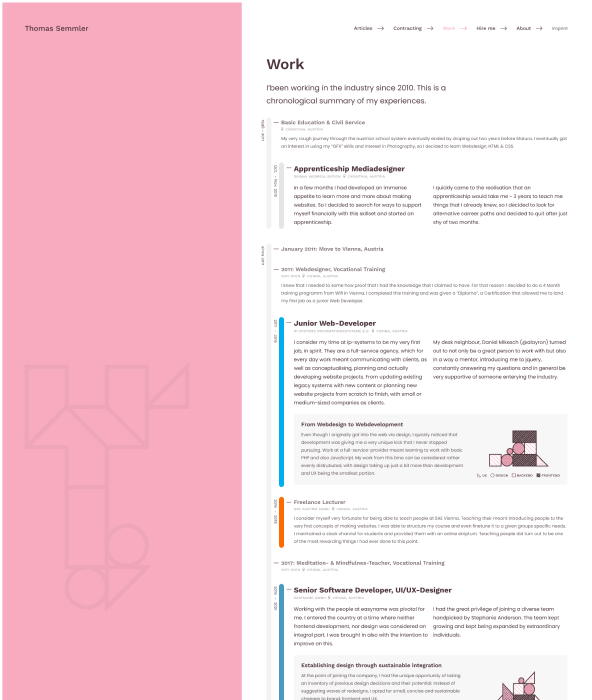 Thomas Semmler
Articles → Contracting → Work → Hire me → About → Imprint
Work
I've been working in the industry since 2010. This is a
chronological summary of my experiences.
Basic Education & Civil Service
My very rough journey through the austrian school system eventually ended by droping out two years before Matura. I eventually got
an interest in using my "GFX" skills and interest in Photography, so I decided to learn Webdesign, HTML & CSS.
Apprenticeship Mediadesigner
In a few months I had developed an immense
appetite to learn more and more about making
websites. So I decided to search for ways to support
myself financially with this skillset and started an
apprenticeship.
I quickly came to the realisation that an
apprenticeship would take me ~ 3 years to teach me
things that I already knew, so I decided to look for
alternative career paths and decided to quit after just
shy of two months.
January 2011: Move to Vienna, Austria
2011: Webdesigner, Vocational Training
I knew that I needed to some how proof that I had the knowledge that I claimed to have. For that reason I decided to do a 4 Month
training programm from Wifi in Vienna. I completed the training and was given a "Diploma", a Certification that allowed me to land
my first job as a junior Web Developer.
Junior Web-Developer
I consider my time at ip-systems to be my very first
job, in spirit. They are a full-service agency, which for
every day work meant communicating with clients, as
well as conceptualising, planning and actually
developing website projects. From updating existing
legacy systems with new content or planning new
website projects from scratch to finish, with small or
medium-sized companies as clients.
My desk neighbour, Daniel Mikesch (@abyron) turned
out to not only be a great person to work with but also
in a way a mentor, introducing me to jquery,
constantly answering my questions and in general be
very supportive of someone entereing the industry.
From Webdesign to Webdevelopment
Even though I originally got into the web via design, I quickly noticed that
development was giving me a very unique kick that I never stopped
pursuing. Work at a full-service provider meant learning to work with basic
PHP and also JavaScript. My work from this time can be considered rather
evenly disitrubuted, with design taking up just a bit more than development
and UX being the smallest portion.
UX DESIGN BACKEND FRONTEND
Freelance Lecturer
I consider myself very fortunate for being able to teach people at SAE Vienna. Teaching their meant introducing people to the
very first concepts of making websites. I was able to structure my course and even finetune it to a given groups specific needs.
I maintained a slack channel for students and provided them with an online skriptum. Teaching people did turn out to be one
of the most rewarding things I had ever done to this point.
2017: Meditation- & Mindfulness-Teacher, Vocational Training
Senior Software Developer, UI/UX-Designer
Working with the people at easyname was pivotal for
me. I entered the country at a time where neither
frontend development, nor design was considered an
integral part. I was brought in also with the intention to
improve on this.
I had the great privilege of joining a diverse team
handpicked by Stephanie Anderson. The team kept
growing and kept being expanded by extraordinary
individuals.
Establishing design through sustainable integration
At the point of joining the company, I had the unique opportunity of taking
an inventory of previous design decisions and their potential. Instead of
suggesting waves of redesigns, I opted for small, concise and sustainable
changes to brand, frontend and UX.